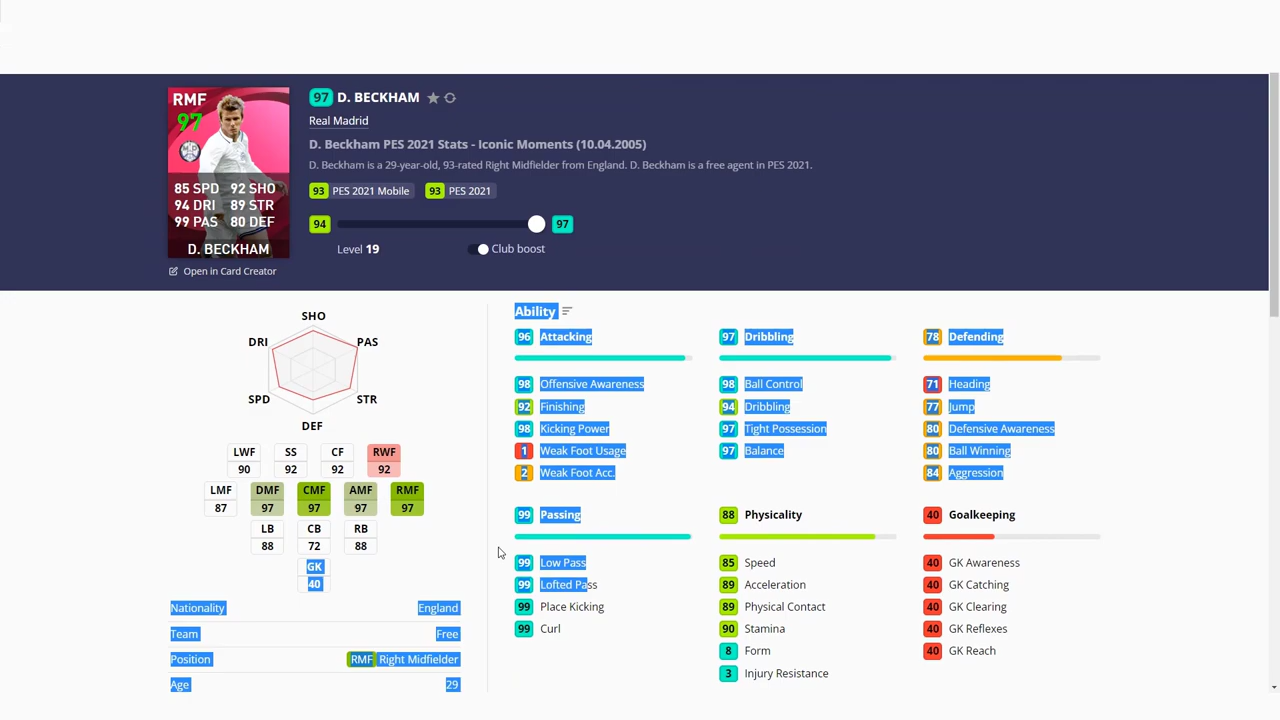 RMF
97
85 SPD 92 SHO
94 DRI 89 STR
99 PAS 80 DEF
D. BECKHAM
Open in Card Creator
97 D. BECKHAM
Real Madrid
D. Beckham PES 2021 Stats - Iconic Moments (10.04.2005)
D. Beckham is a 29-year-old, 93-rated Right Midfielder from England. D. Beckham is a free agent in PES 2021.
93 PES 2021 Mobile 93 PES 2021
94 97
Level 19 Club boost
SHO
DRI PAS
SPD STR
DEF
LWF SS CF RWF
90 92 92 92
LMF DMF CMF AMF RMF
87 97 97 97 97
LB CB RB
88 72 88
GK
40
Nationality England
Team Free
Position RMF Right Midfielder
Age 29
Ability
96 Attacking
98 Offensive Awareness
92 Finishing
98 Kicking Power
1 Weak Foot Usage
2 Weak Foot Acc.
97 Dribbling
98 Ball Control
94 Dribbling
97 Tight Possession
97 Balance
78 Defending
71 Heading
77 Jump
80 Defensive Awareness
80 Ball Winning
84 Aggression
99 Passing
99 Low Pass
99 Lofted Pass
99 Place Kicking
99 Curl
88 Physicality
85 Speed
89 Acceleration
89 Physical Contact
90 Stamina
8 Form
3 Injury Resistance
40 Goalkeeping
40 GK Awareness
40 GK Catching
40 GK Clearing
40 GK Reflexes
40 GK Reach